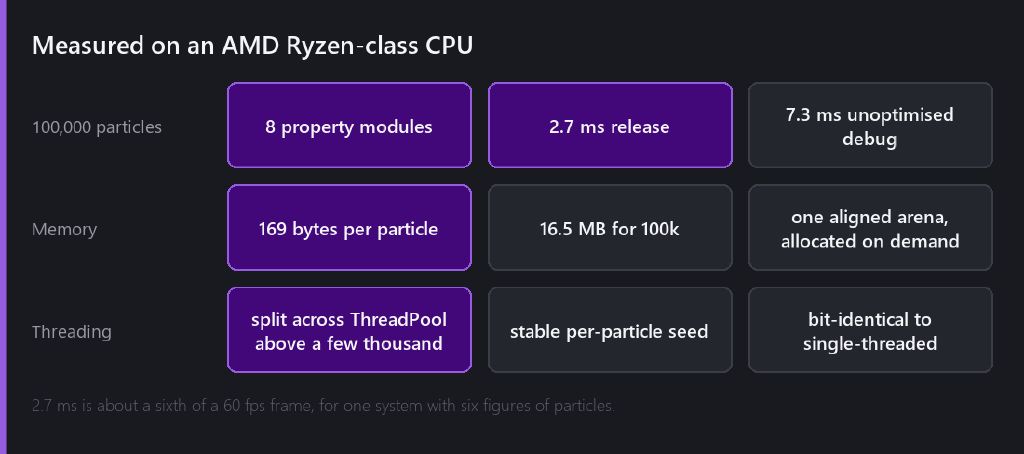 Measured on an AMD Ryzen-class CPU
100,000 particles
8 property modules
2.7 ms release
7.3 ms unoptimised
debug
Memory
169 bytes per particle
16.5 MB for 100k
one aligned arena,
allocated on demand
Threading
split across ThreadPool
above a few thousand
stable per-particle seed
bit-identical to
single-threaded
2.7 ms is about a sixth of a 60 fps frame, for one system with six figures of particles.